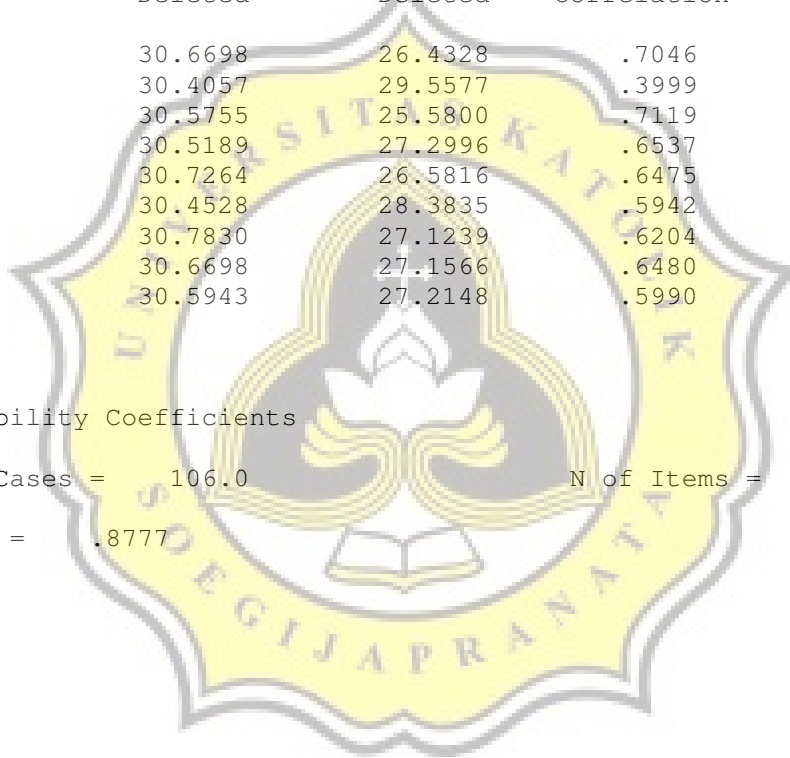 Deleted Deleted Correlation
30.6698 26.4328 .7046
30.4057 29.5577 .3999
30.5755 25.5800 .7119
30.5189 27.2996 .6537
30.7264 26.5816 .6475
30.4528 28.3835 .5942
30.7830 27.1239 .6204
30.6698 27.1566 .6480
30.5943 27.2148 .5990
bility Coefficients
Cases = 106.0 N of Items =
= .8777
UNIVERSITAS KATOLIK
SOEGIJAPRANATA